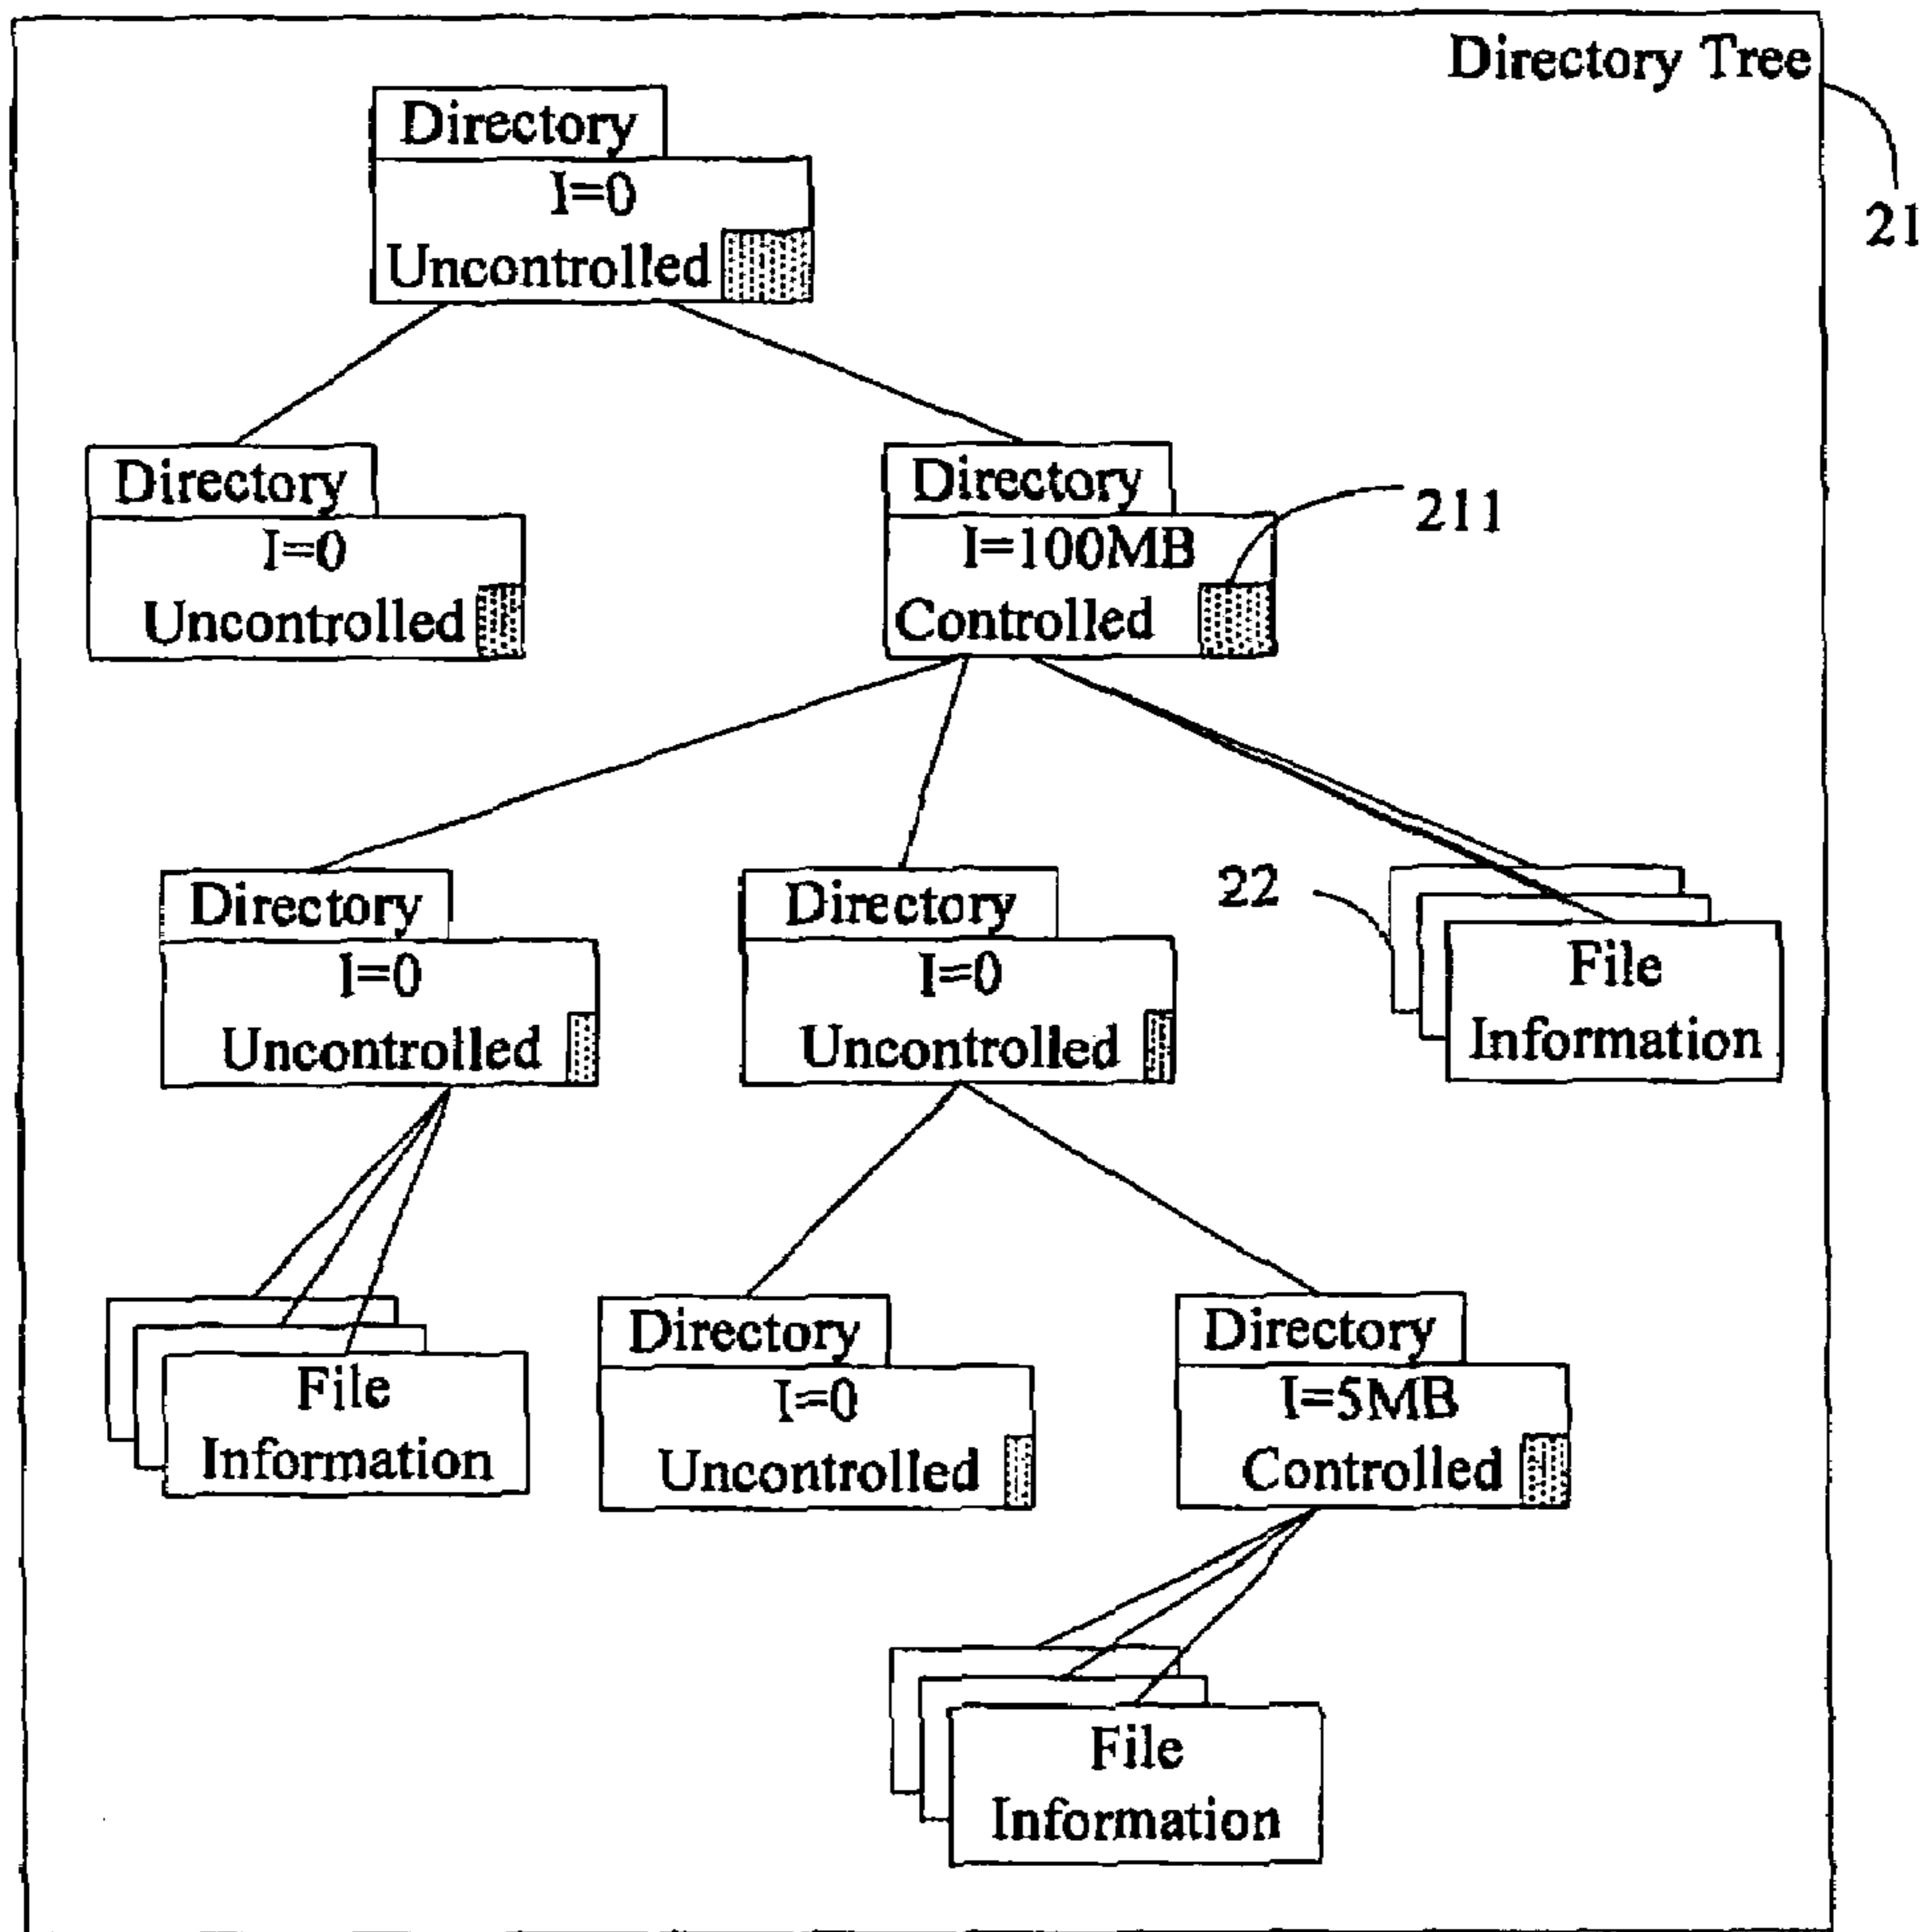 Directory Tree
21
Directory
I=0
Uncontrolled
Directory
I=0
Uncontrolled
Directory
I=100MB
Controlled
211
Directory
I=0
Uncontrolled
Directory
I=0
Uncontrolled
22
File
Information
File
Information
Directory
I=0
Uncontrolled
Directory
I=5MB
Controlled
File
Information